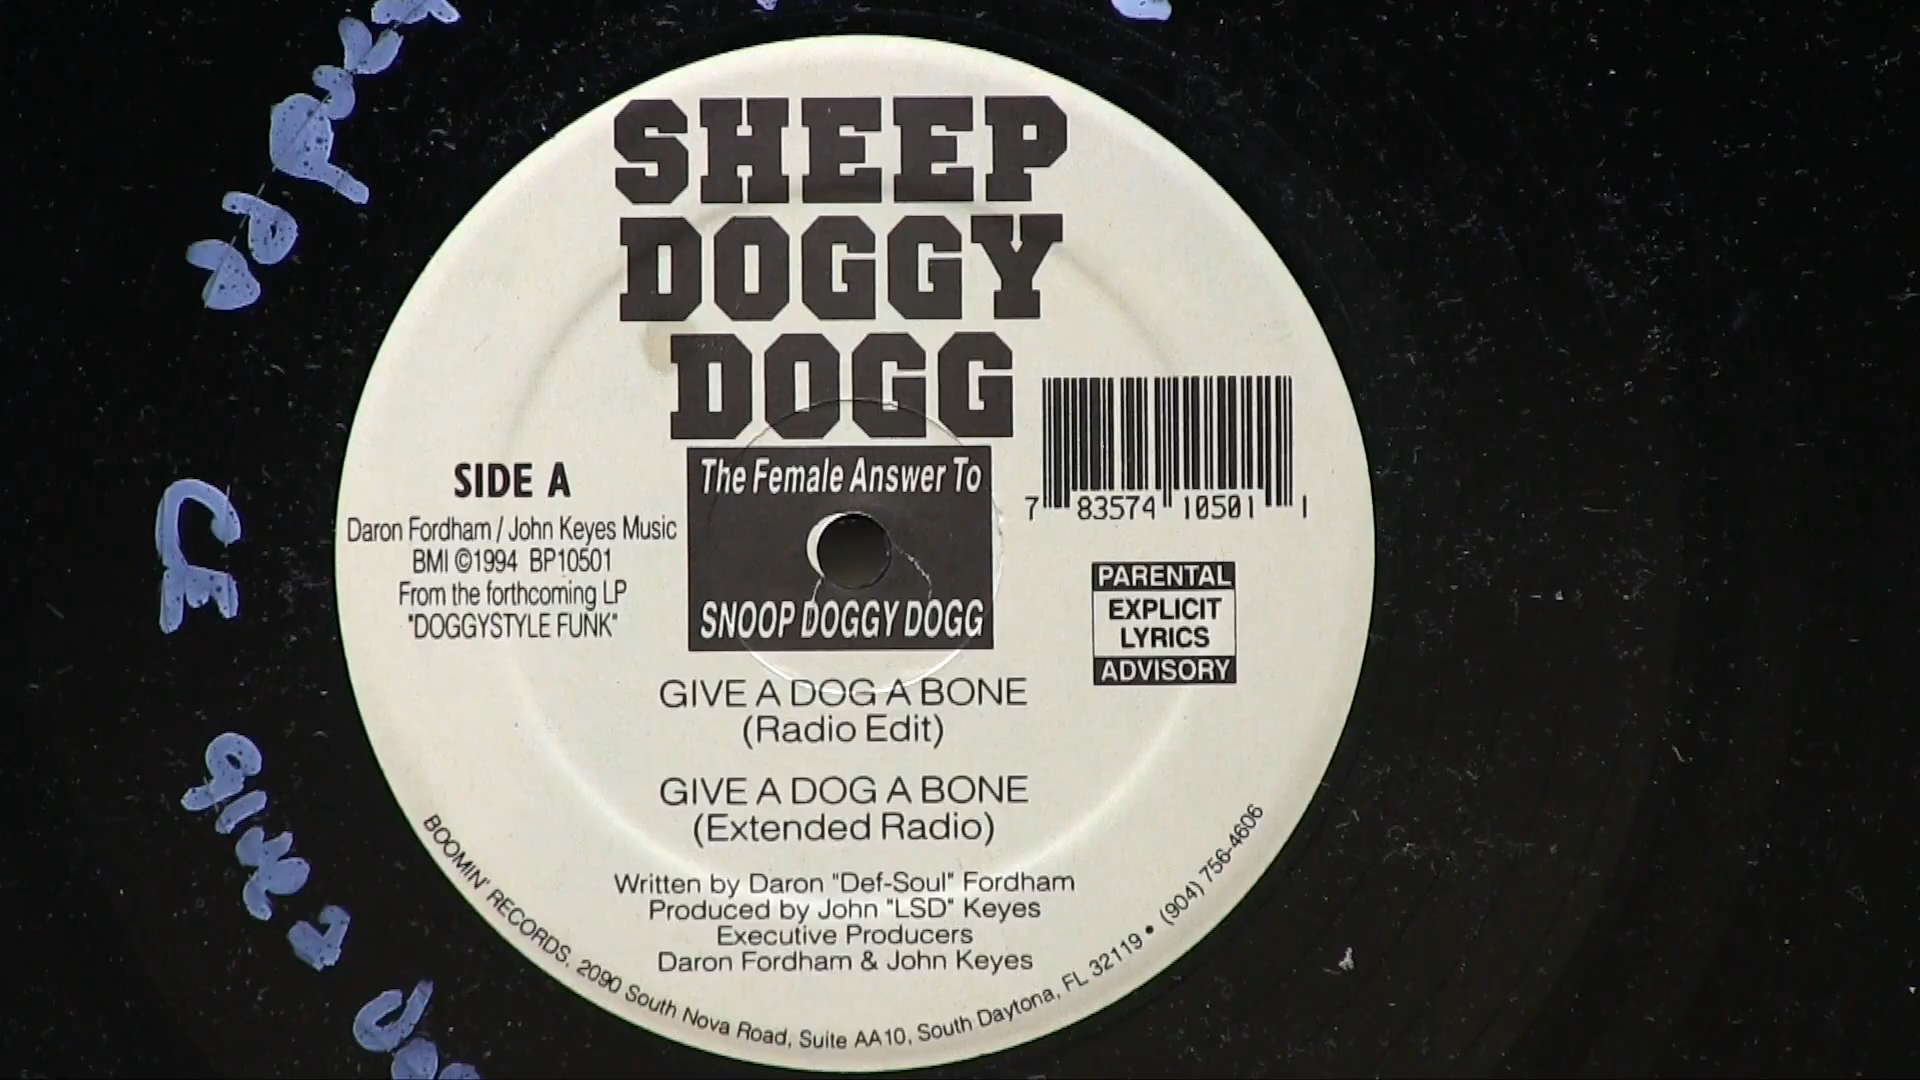 SHEEP
DOGGY
DOGG
The Female Answer To
SNOOP DOGGY DOGG
SIDE A
Daron Fordham / John Keyes Music
BMI ©1994 BP10501
From the forthcoming LP
"DOGGYSTYLE FUNK"
7 83574 10501 1
PARENTAL
EXPLICIT
LYRICS
ADVISORY
GIVE A DOG A BONE
(Radio Edit)
GIVE A DOG A BONE
(Extended Radio)
Written by Daron "Def-Soul" Fordham
Produced by John "LSD" Keyes
Executive Producers
Daron Fordham & John Keyes
BOOMIN' RECORDS, 2090 South Nova Road, Suite AA10, South Daytona, FL 32119 • (904) 756-4606